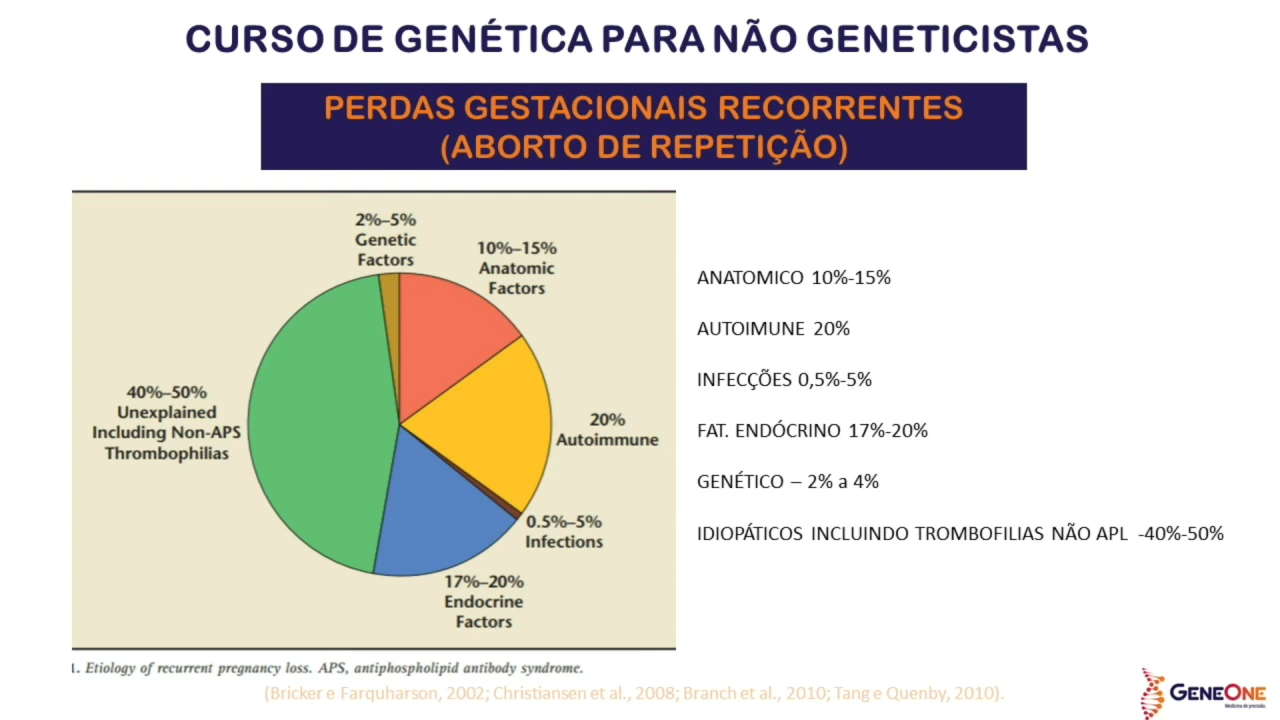 CURSO DE GENÉTICA PARA NÃO GENETICISTAS
PERDAS GESTACIONAIS RECORRENTES
(ABORTO DE REPETIÇÃO)
2%–5%
Genetic
Factors
10%–15%
Anatomic
Factors
40%–50%
Unexplained
Including Non-APS
Thrombophilias
20%
Autoimmune
0.5%–5%
Infections
17%–20%
Endocrine
Factors
ANATOMICO 10%-15%
AUTOIMUNE 20%
INFECÇÕES 0,5%-5%
FAT. ENDÓCRINO 17%-20%
GENÉTICO – 2% a 4%
IDIOPÁTICOS INCLUINDO TROMBOFILIAS NÃO APL -40%-50%
1. Etiology of recurrent pregnancy loss. APS, antiphospholipid antibody syndrome.
(Bricker e Farquharson, 2002; Christiansen et al., 2008; Branch et al., 2010; Tang e Quenby, 2010).
GENEONE
Medicina de precisão.